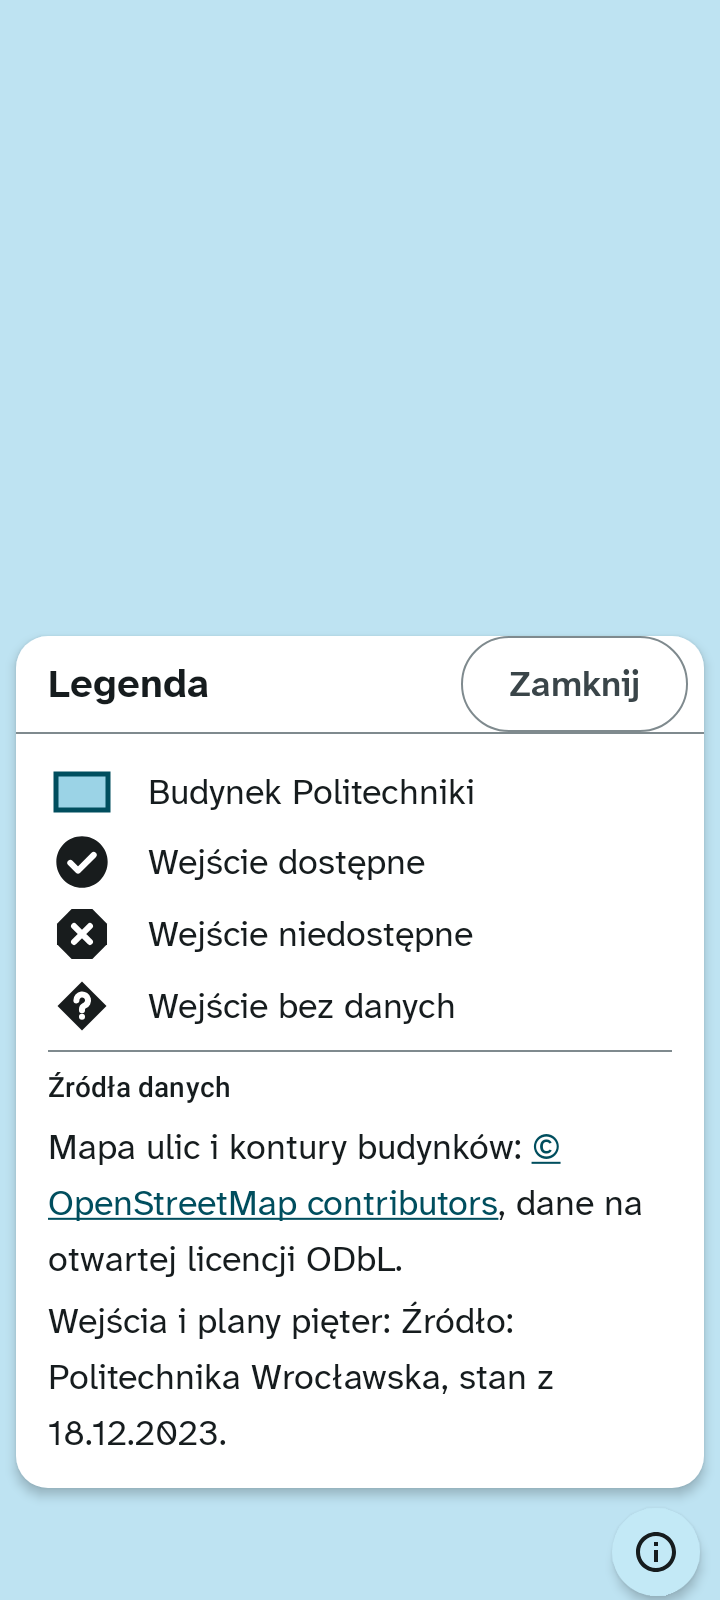 Legenda
Zamknij
Budynek Politechniki
Wejście dostępne
Wejście niedostępne
Wejście bez danych
Źródła danych
Mapa ulic i kontury budynków: ©
OpenStreetMap contributors, dane na
otwartej licencji ODbL.
Wejścia i plany pięter: Źródło:
Politechnika Wrocławska, stan z
18.12.2023.